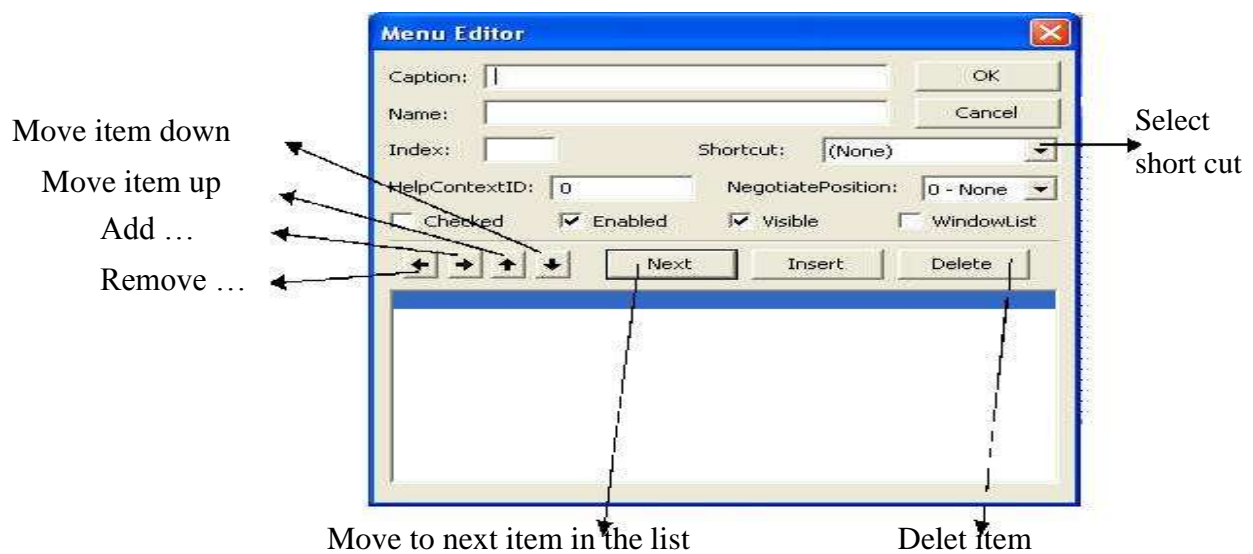 Menu Editor
Caption:
OK
Name:
Cancel
Move item down
Select
short cut
Index:
Shortcut: (None)
Move item up
HelpContextID: 0
NegotiatePosition: 0 - None
Add …
Checked
Enabled
Visible
WindowList
Remove …
Next
Insert
Delete
Move to next item in the list
Delet item